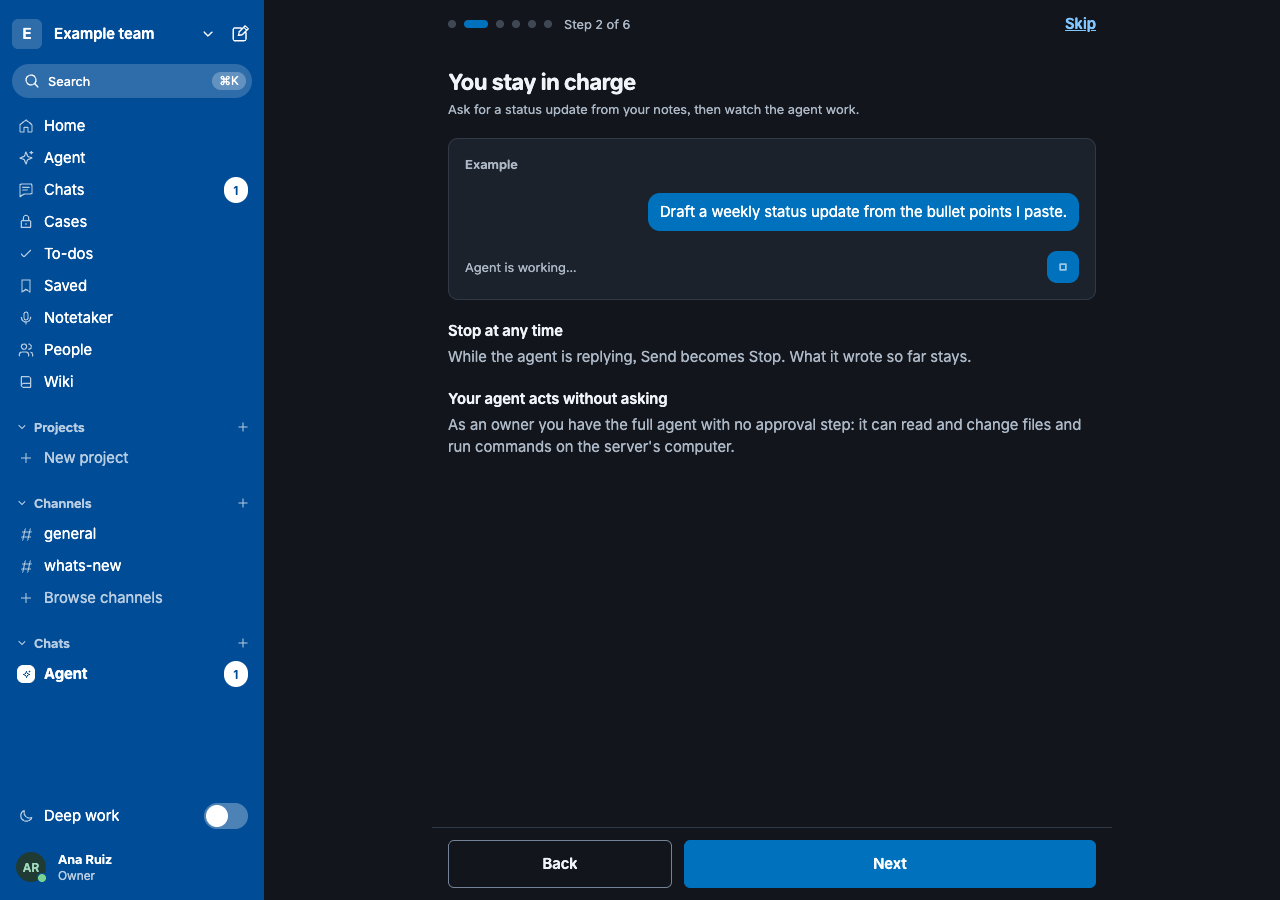 E
Example team
Search
⌘K
Home
Agent
Chats
1
Cases
To-dos
Saved
Notetaker
People
Wiki
Projects
New project
Channels
# general
# whats-new
Browse channels
Chats
Agent
1
Deep work
AR
Ana Ruiz
Owner
Step 2 of 6
Skip
You stay in charge
Ask for a status update from your notes, then watch the agent work.
Example
Draft a weekly status update from the bullet points I paste.
Agent is working...
Stop at any time
While the agent is replying, Send becomes Stop. What it wrote so far stays.
Your agent acts without asking
As an owner you have the full agent with no approval step: it can read and change files and
run commands on the server's computer.
Back
Next